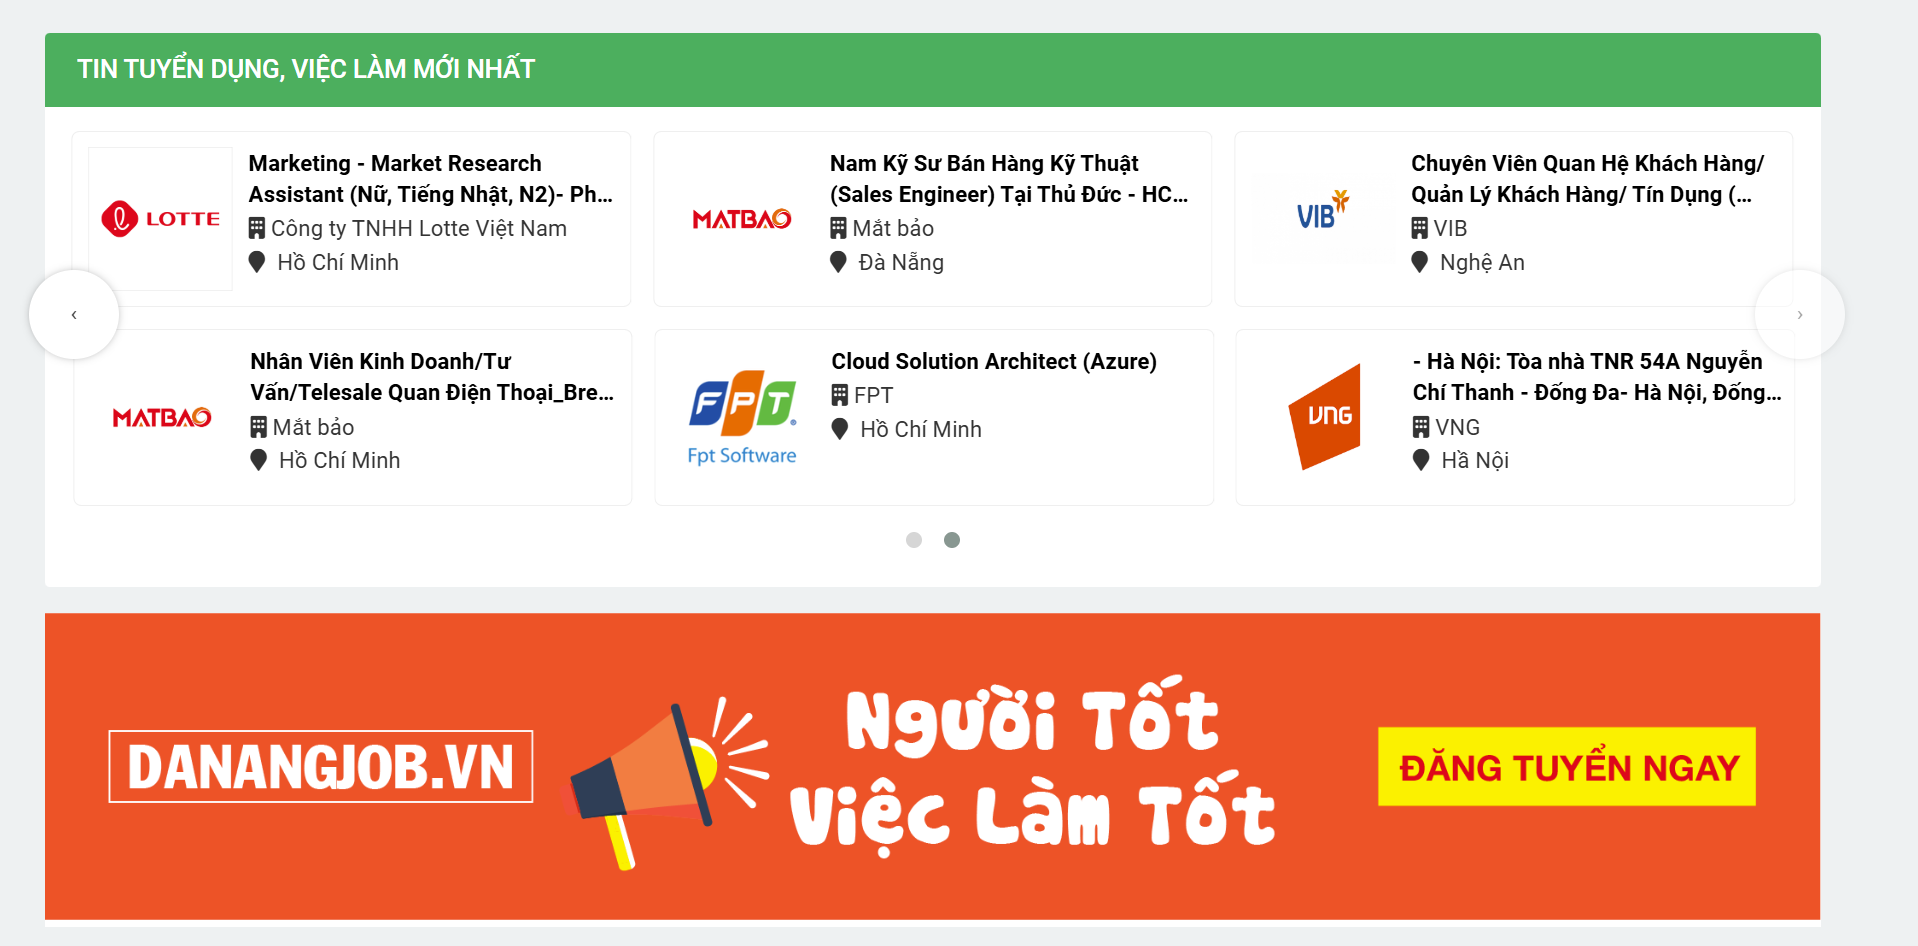 TIN TUYỂN DỤNG, VIỆC LÀM MỚI NHẤT
LOTTE
Marketing - Market Research
Assistant (Nữ, Tiếng Nhật, N2)- Ph...
Công ty TNHH Lotte Việt Nam
Hồ Chí Minh
MATBAO
Nam Kỹ Sư Bán Hàng Kỹ Thuật
(Sales Engineer) Tại Thủ Đức - HC...
Mắt bảo
Đà Nẵng
VIB
Chuyên Viên Quan Hệ Khách Hàng/
Quản Lý Khách Hàng/ Tín Dụng (...
VIB
Nghệ An
‹
›
MATBAO
Nhân Viên Kinh Doanh/Tư
Vấn/Telesale Quan Điện Thoại_Bre...
Mắt bảo
Hồ Chí Minh
FPT
Fpt Software
Cloud Solution Architect (Azure)
FPT
Hồ Chí Minh
VNG
- Hà Nội: Tòa nhà TNR 54A Nguyễn
Chí Thanh - Đống Đa- Hà Nội, Đống...
VNG
Hà Nội
DANANGJOB.VN
Người Tốt
Việc Làm Tốt
ĐĂNG TUYỂN NGAY